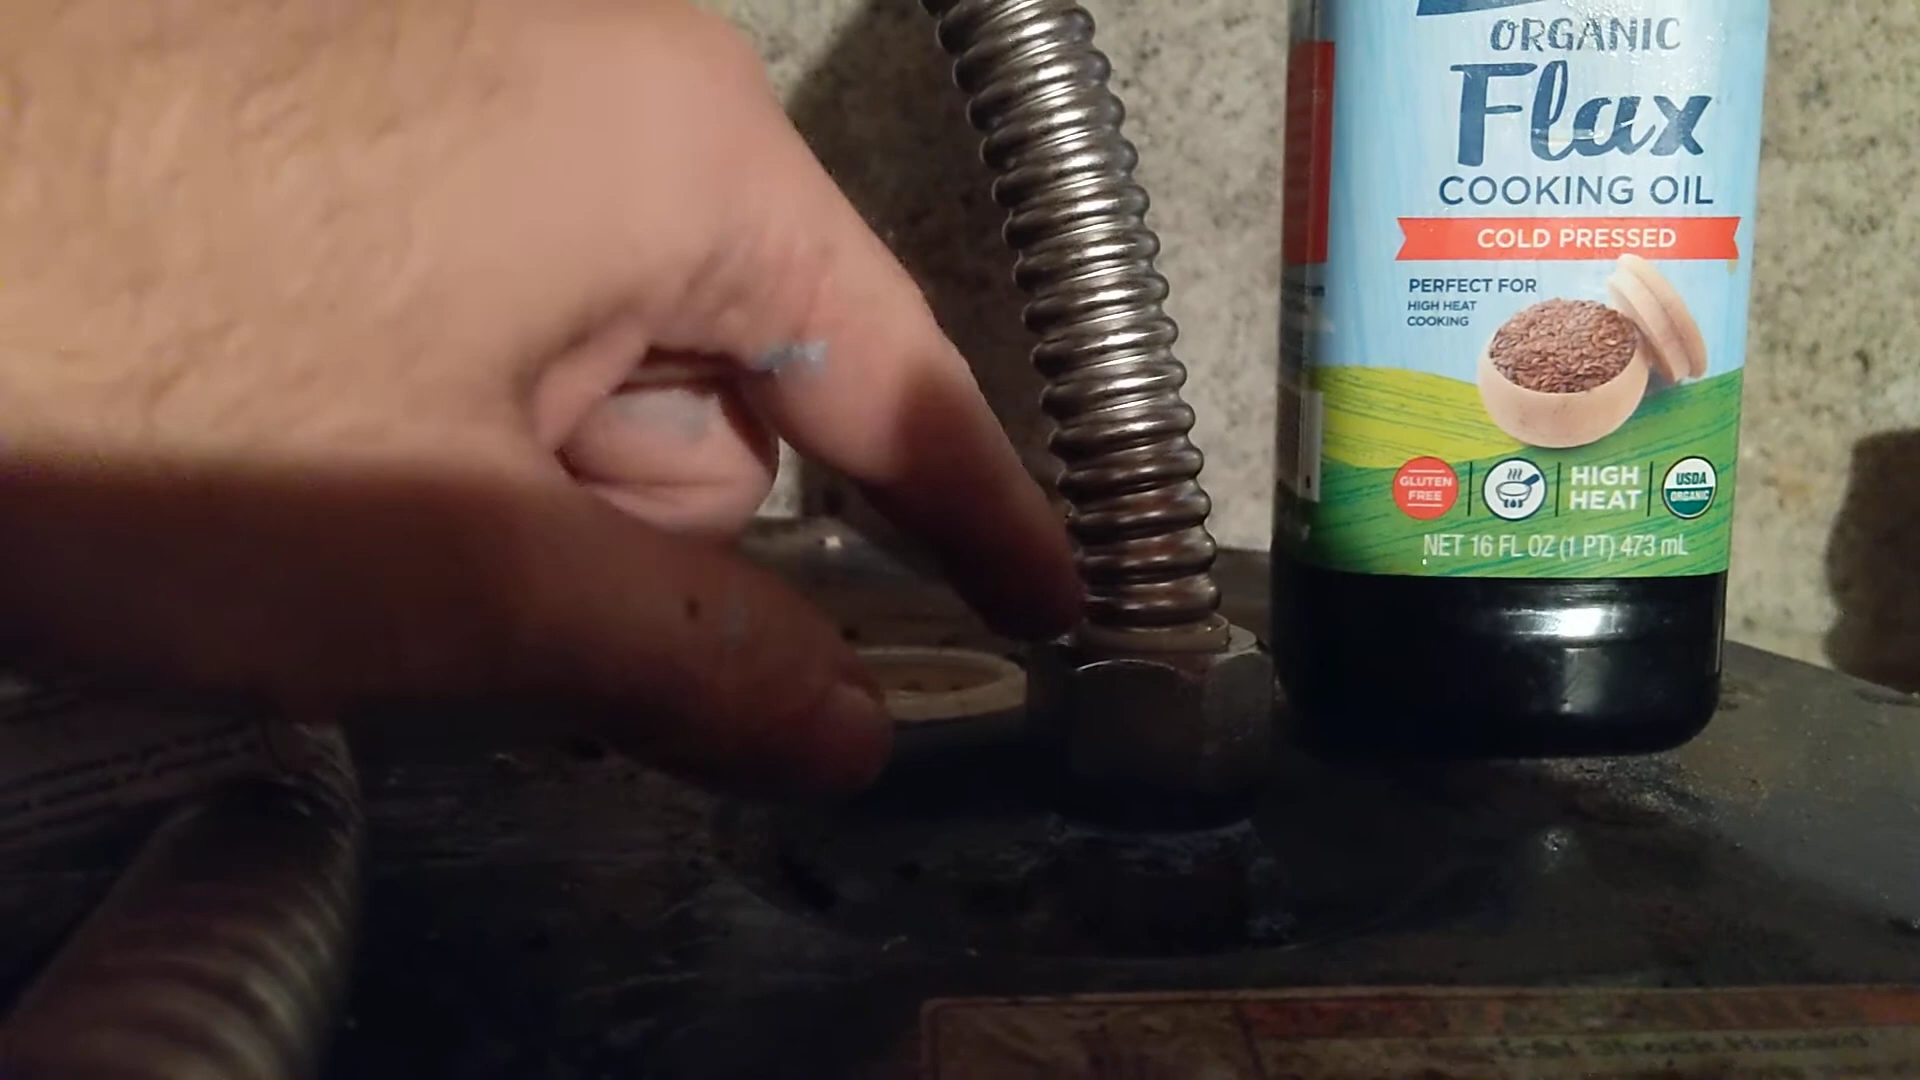 ORGANIC
Flax
COOKING OIL
COLD PRESSED
PERFECT FOR
HIGH HEAT
COOKING
GLUTEN
FREE
HIGH
HEAT
USDA
ORGANIC
NET 16 FL OZ (1 PT) 473 mL